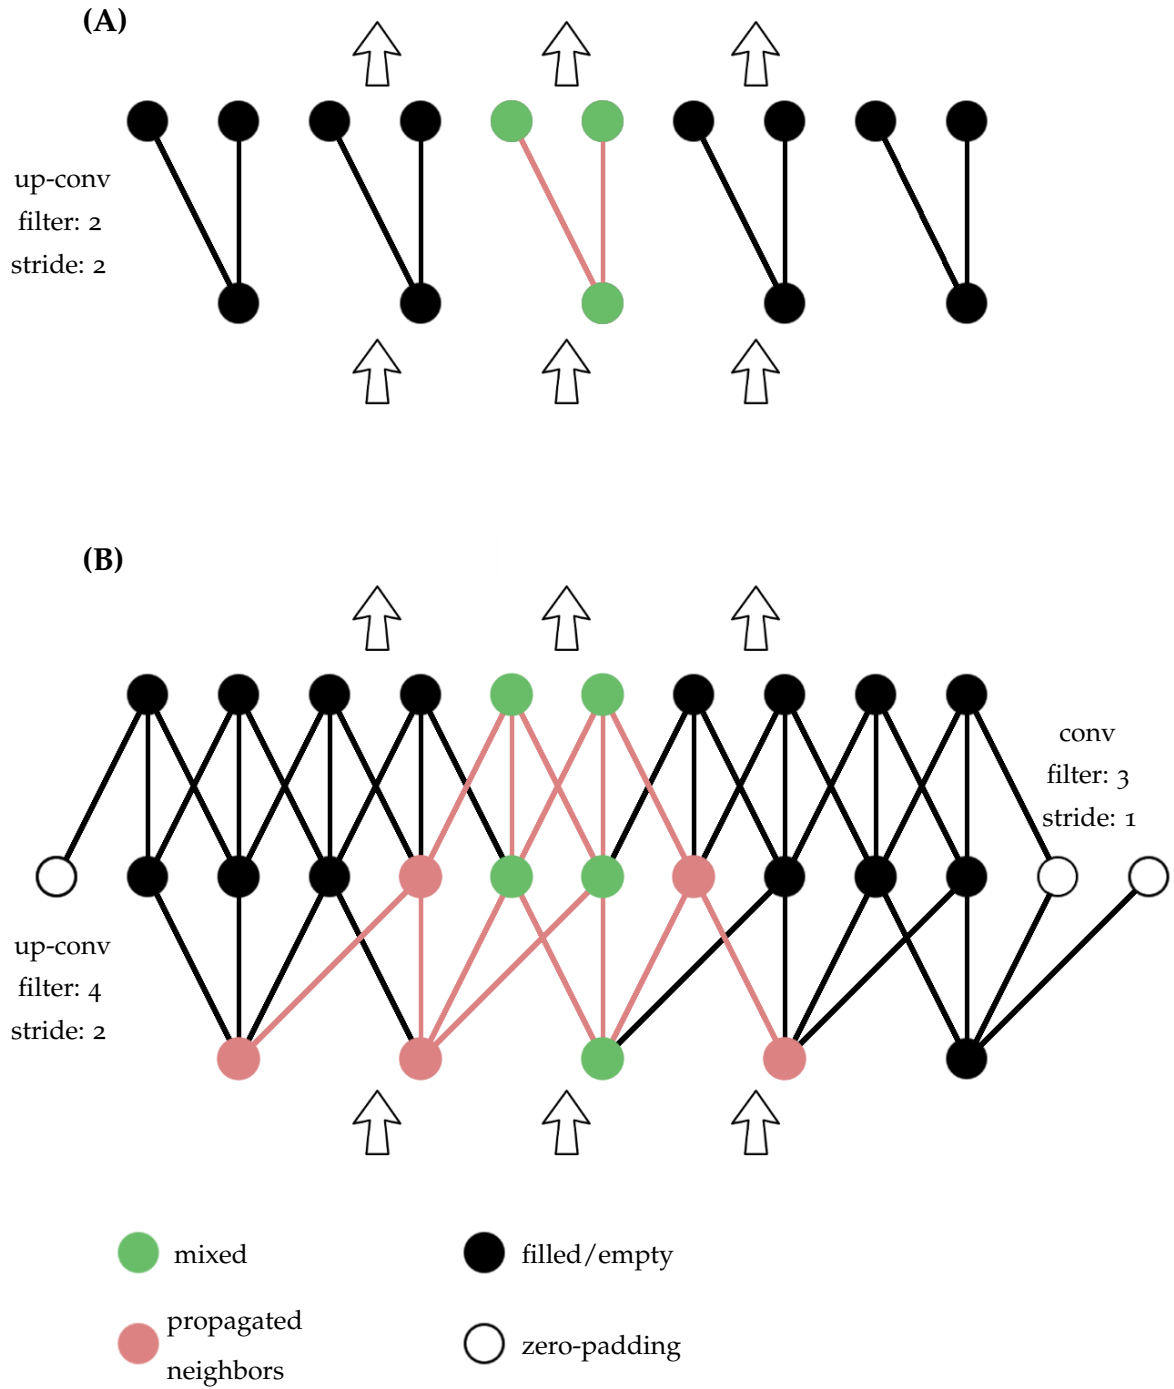 (A)
up-conv
filter: 2
stride: 2
(B)
conv
filter: 3
stride: 1
up-conv
filter: 4
stride: 2
mixed
filled/empty
propagated
neighbors
zero-padding